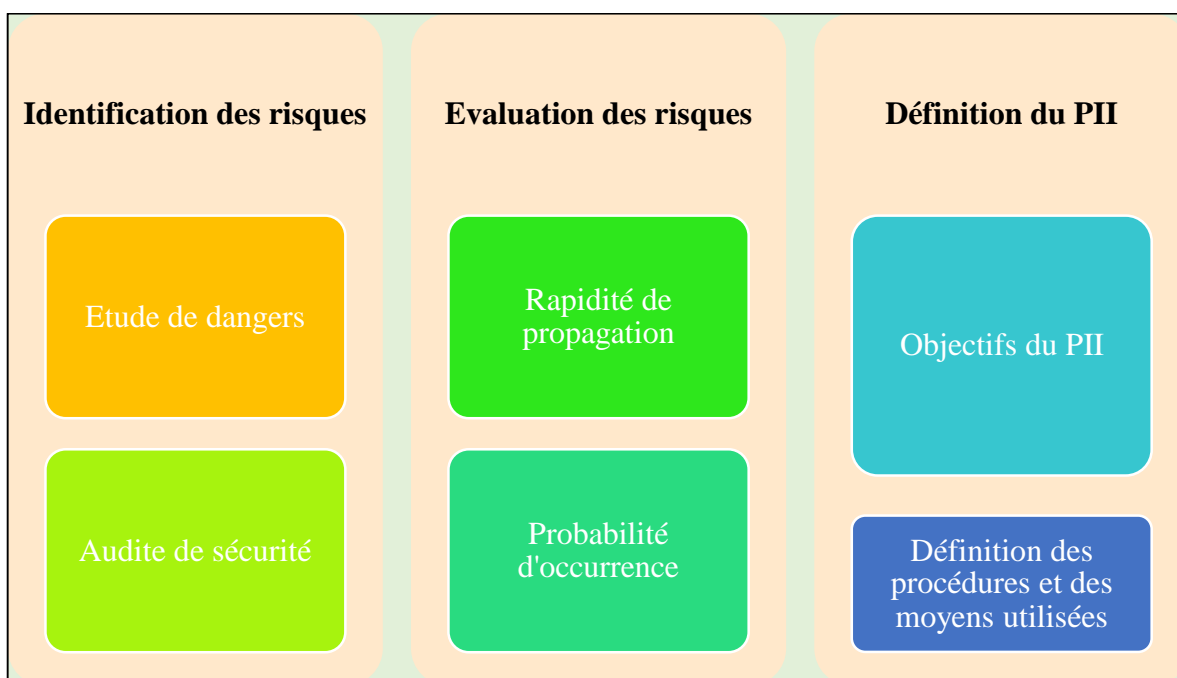 Identification des risques
Etude de dangers
Audite de sécurité
Evaluation des risques
Rapidité de
propagation
Probabilité
d'occurrence
Définition du PII
Objectifs du PII
Définition des
procédures et des
moyens utilisées